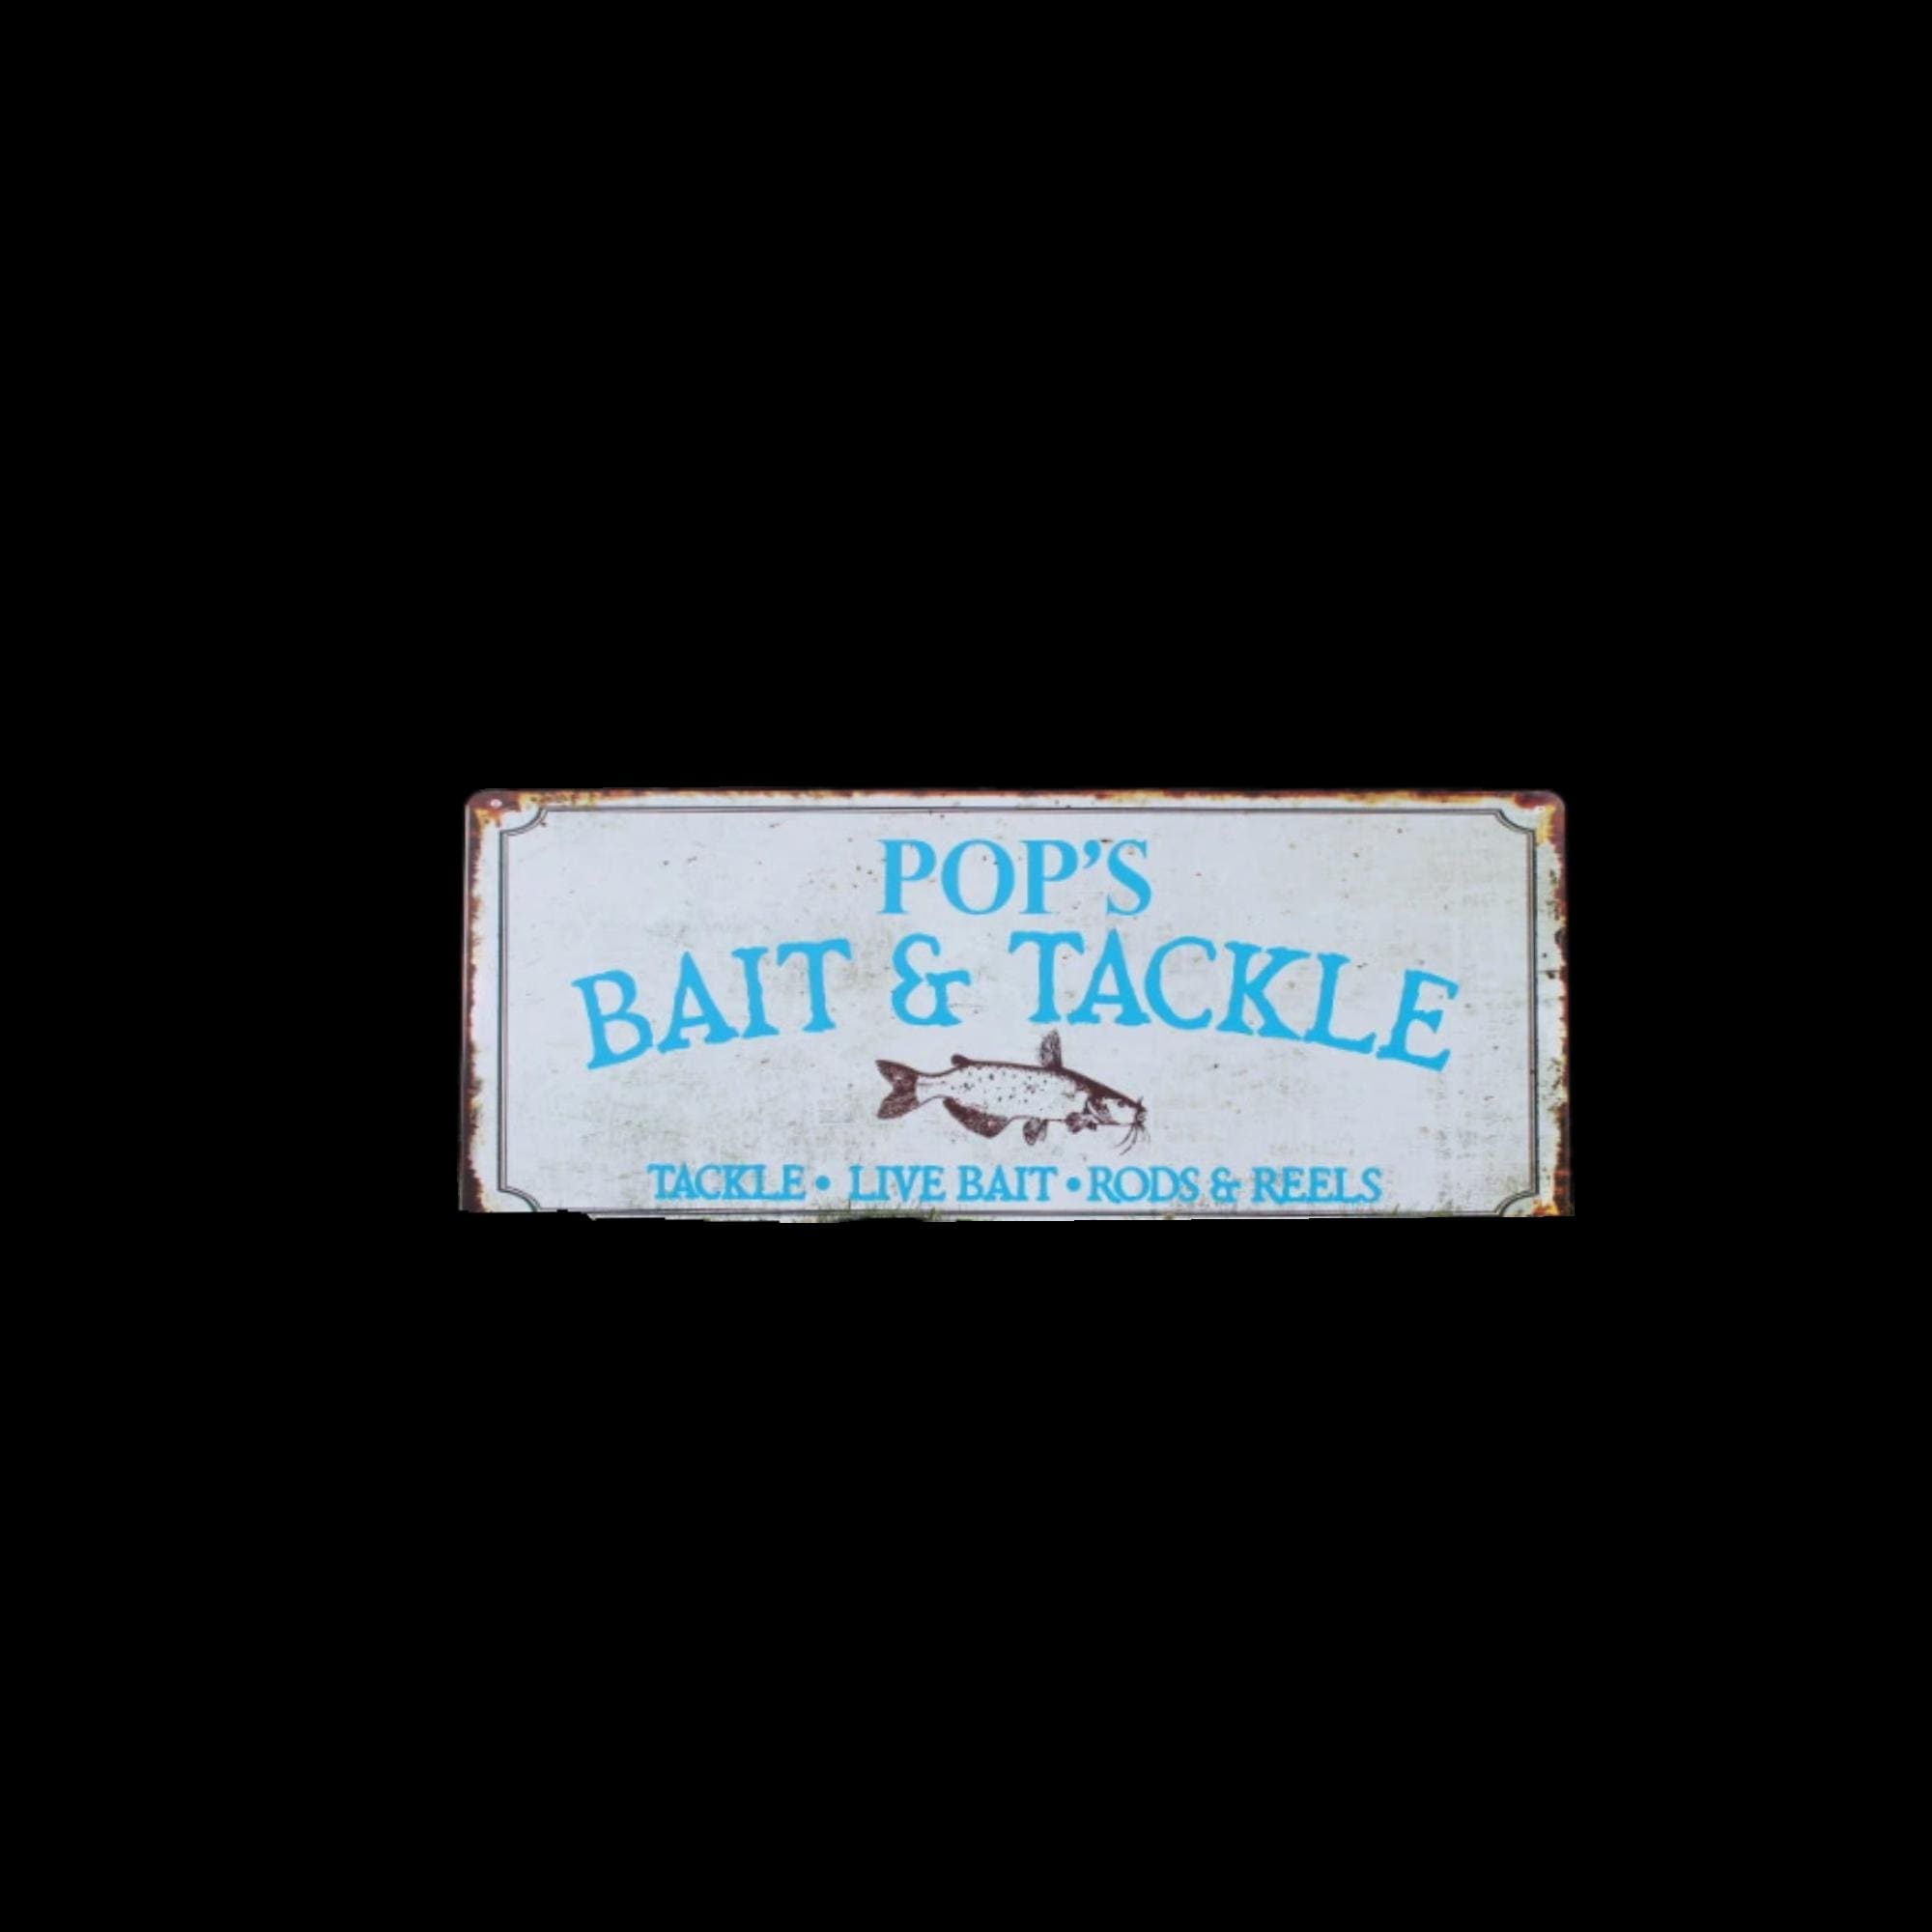 POP'S
BAIT & TACKLE
TACKLE • LIVE BAIT • RODS & REELS